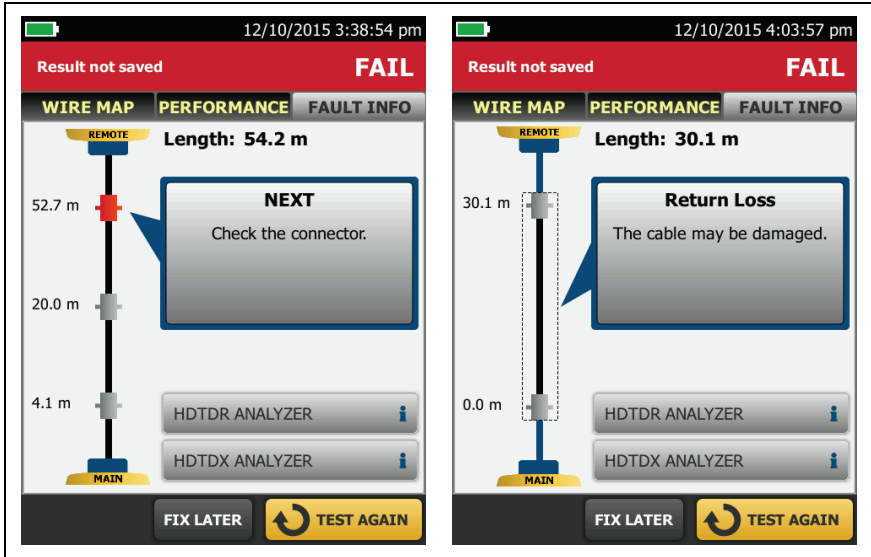 12/10/2015 3:38:54 pm
Result not saved
FAIL
WIRE MAP
PERFORMANCE
FAULT INFO
REMOTE
Length: 54.2 m
52.7 m
NEXT
Check the connector.
20.0 m
4.1 m
HDTDR ANALYZER
i
HDTDX ANALYZER
i
MAIN
FIX LATER
TEST AGAIN
12/10/2015 4:03:57 pm
Result not saved
FAIL
WIRE MAP
PERFORMANCE
FAULT INFO
REMOTE
Length: 30.1 m
30.1 m
Return Loss
The cable may be damaged.
0.0 m
HDTDR ANALYZER
i
HDTDX ANALYZER
i
MAIN
FIX LATER
TEST AGAIN